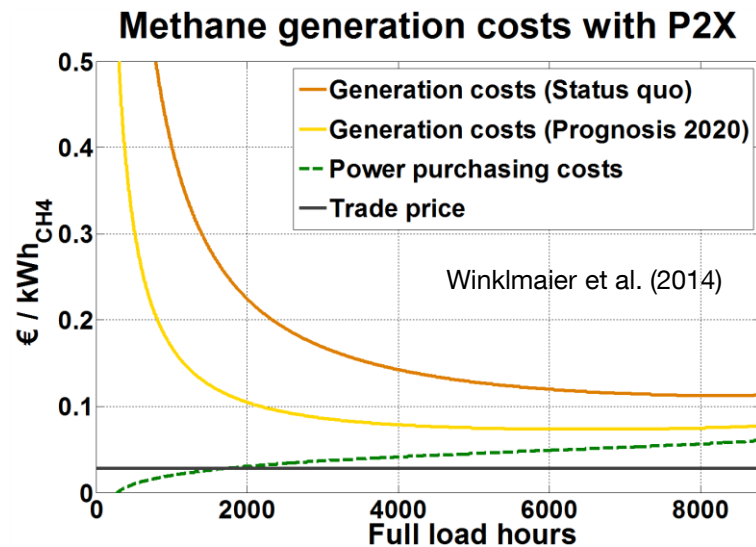 Methane generation costs with P2X
0.5
0.4
0.3
0.2
0.1
0
€ / kWh_CH4
Generation costs (Status quo)
Generation costs (Prognosis 2020)
Power purchasing costs
Trade price
Winklmaier et al. (2014)
0 2000 4000 6000 8000
Full load hours